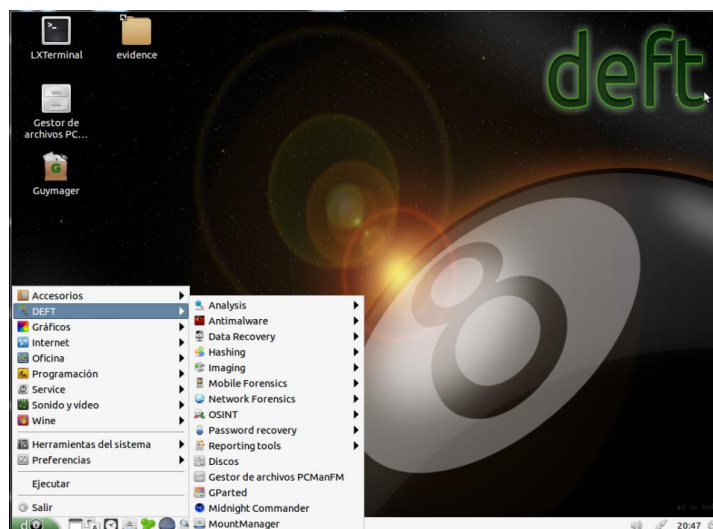 LXTerminal
evidence
Gestor de
archivos PC...
Guymager
deft
8
Accesorios
DEFT
Gráficos
Internet
Oficina
Programación
Service
Sonido y vídeo
Wine
Herramientas del sistema
Preferencias
Ejecutar
Salir
Analysis
Antimalware
Data Recovery
Hashing
Imaging
Mobile Forensics
Network Forensics
OSINT
Password recovery
Reporting tools
Discos
Gestor de archivos PCManFM
GParted
Midnight Commander
MountManager
20:47